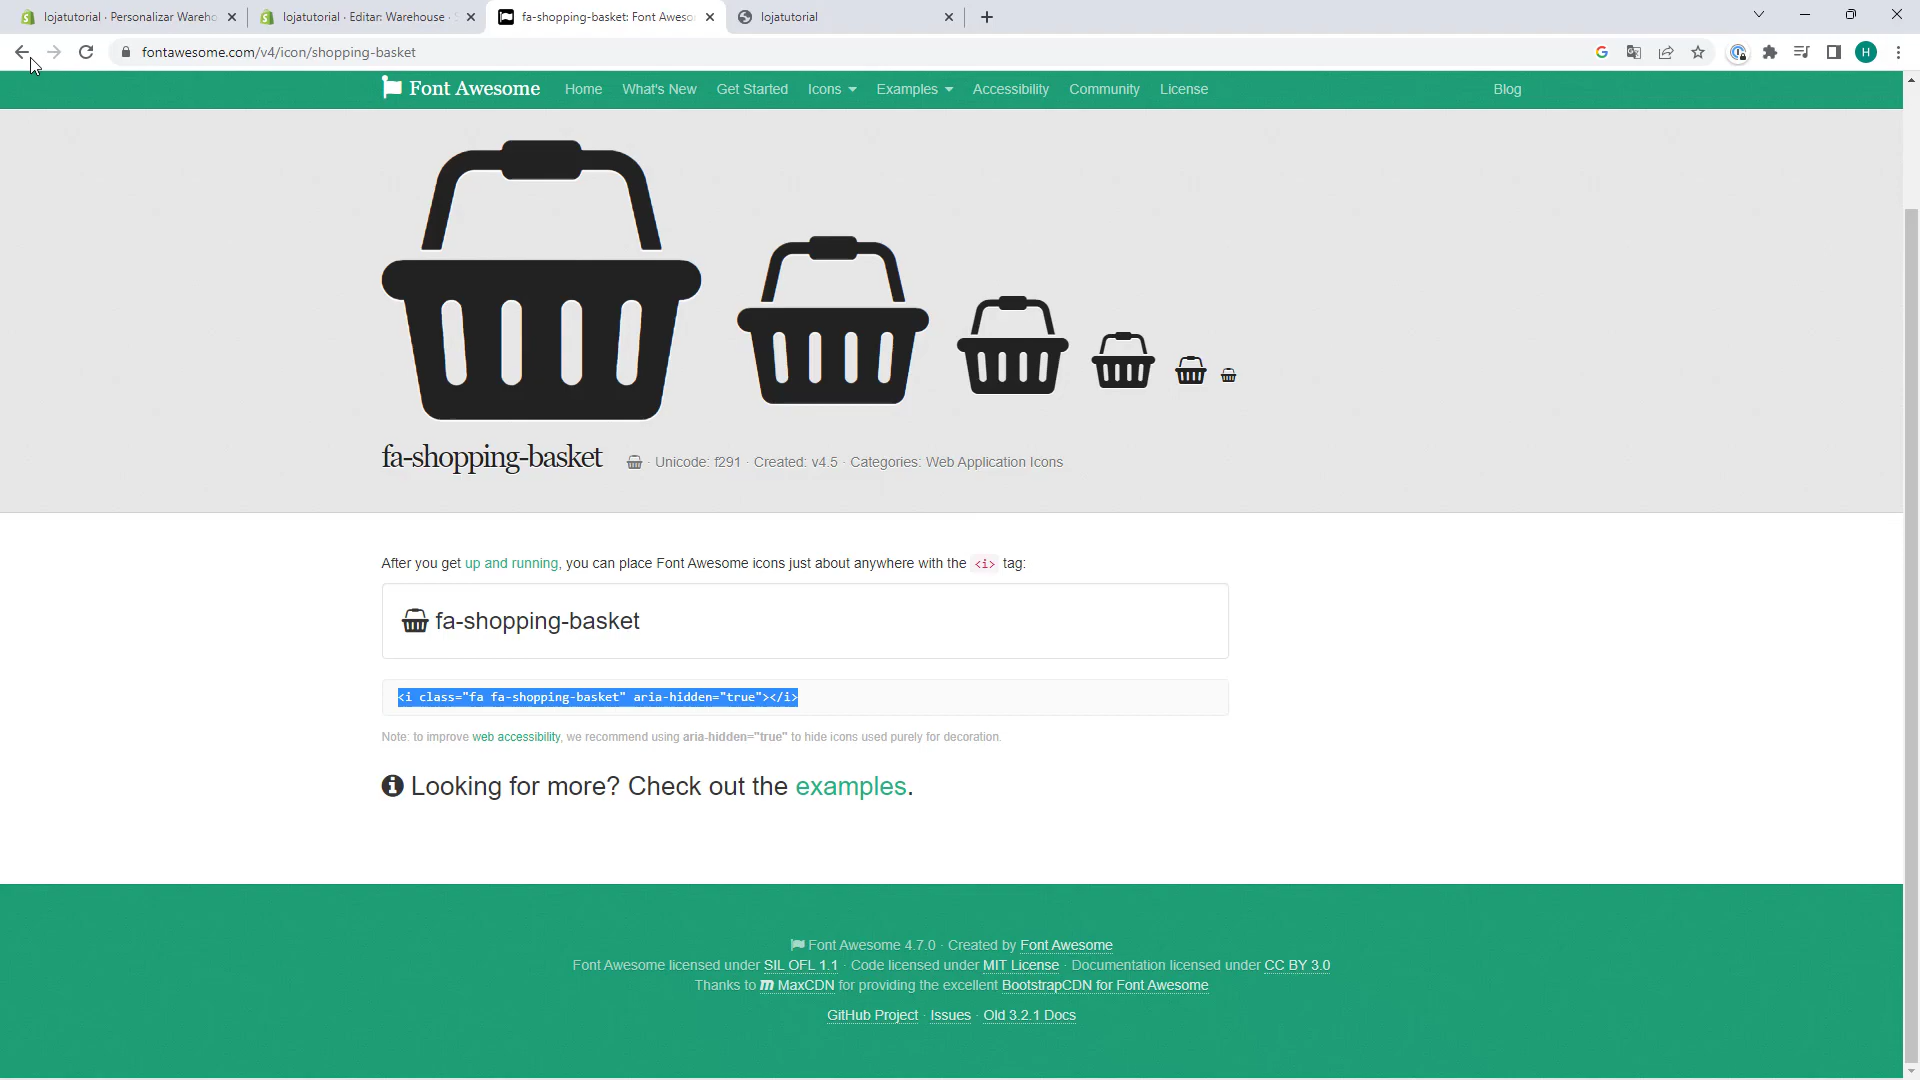 lojatutorial · Personalizar Wareho
lojatutorial · Editar: Warehouse · S
fa-shopping-basket: Font Aweso
lojatutorial
fontawesome.com/v4/icon/shopping-basket
H
Font Awesome Home What's New Get Started Icons Examples Accessibility Community License Blog
fa-shopping-basket · Unicode: f291 · Created: v4.5 · Categories: Web Application Icons
After you get up and running, you can place Font Awesome icons just about anywhere with the <i> tag:
fa-shopping-basket
<i class="fa fa-shopping-basket" aria-hidden="true"></i>
Note: to improve web accessibility, we recommend using aria-hidden="true" to hide icons used purely for decoration.
Looking for more? Check out the examples.
Font Awesome 4.7.0 · Created by Font Awesome
Font Awesome licensed under SIL OFL 1.1 · Code licensed under MIT License · Documentation licensed under CC BY 3.0
Thanks to MaxCDN for providing the excellent BootstrapCDN for Font Awesome
GitHub Project · Issues · Old 3.2.1 Docs